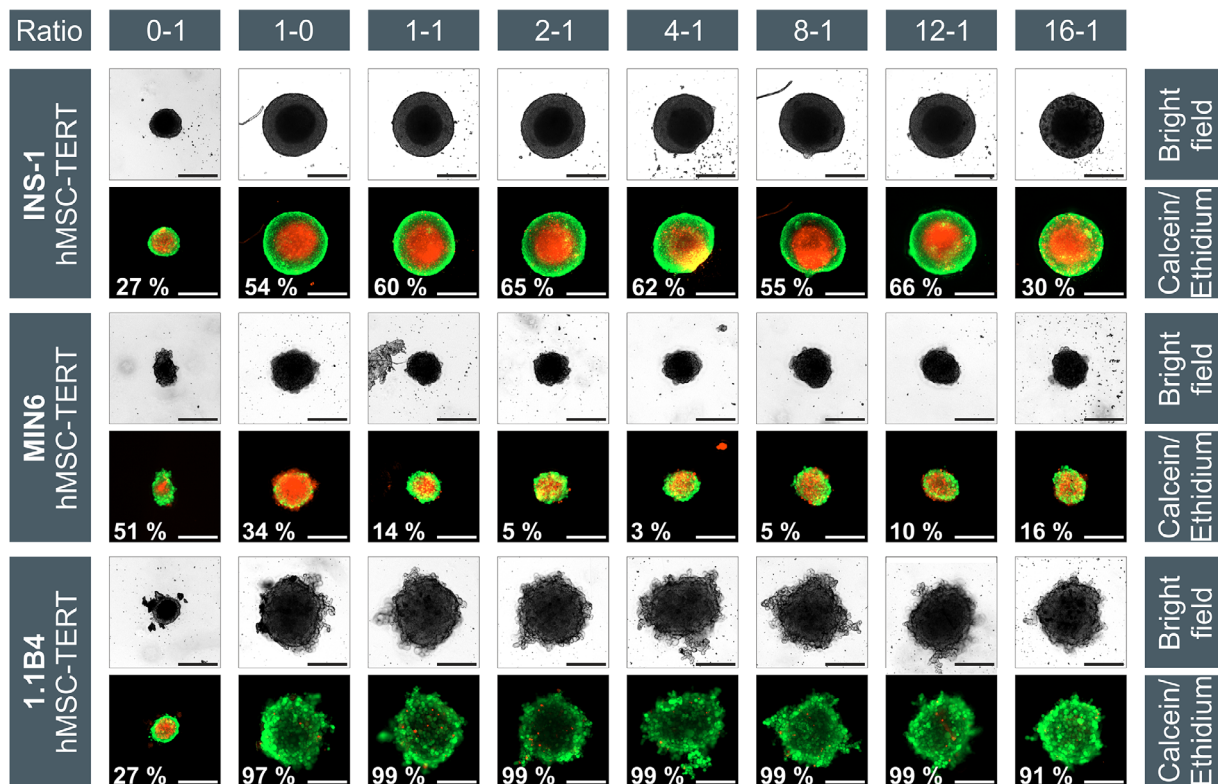 Ratio 0-1 1-0 1-1 2-1 4-1 8-1 12-1 16-1
INS-1
hMSC-TERT
Bright
field
27 % 54 % 60 % 65 % 62 % 55 % 66 % 30 %
Calcein/
Ethidium
MIN6
hMSC-TERT
Bright
field
51 % 34 % 14 % 5 % 3 % 5 % 10 % 16 %
Calcein/
Ethidium
1.1B4
hMSC-TERT
Bright
field
27 % 97 % 99 % 99 % 99 % 99 % 99 % 91 %
Calcein/
Ethidium